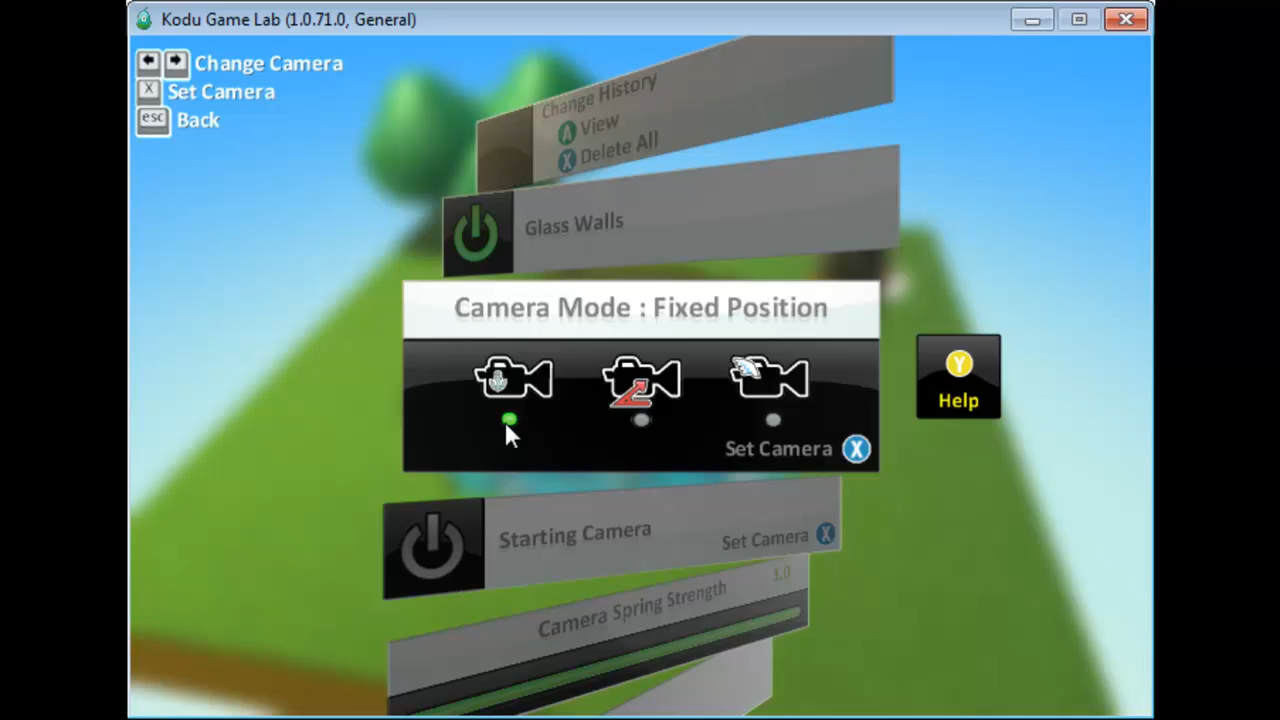 Kodu Game Lab (1.0.71.0, General)
Change Camera
X Set Camera
esc Back
Change History
A View
X Delete All
Glass Walls
Camera Mode : Fixed Position
Set Camera X
Y
Help
Starting Camera
Set Camera X
Camera Spring Strength 1.0